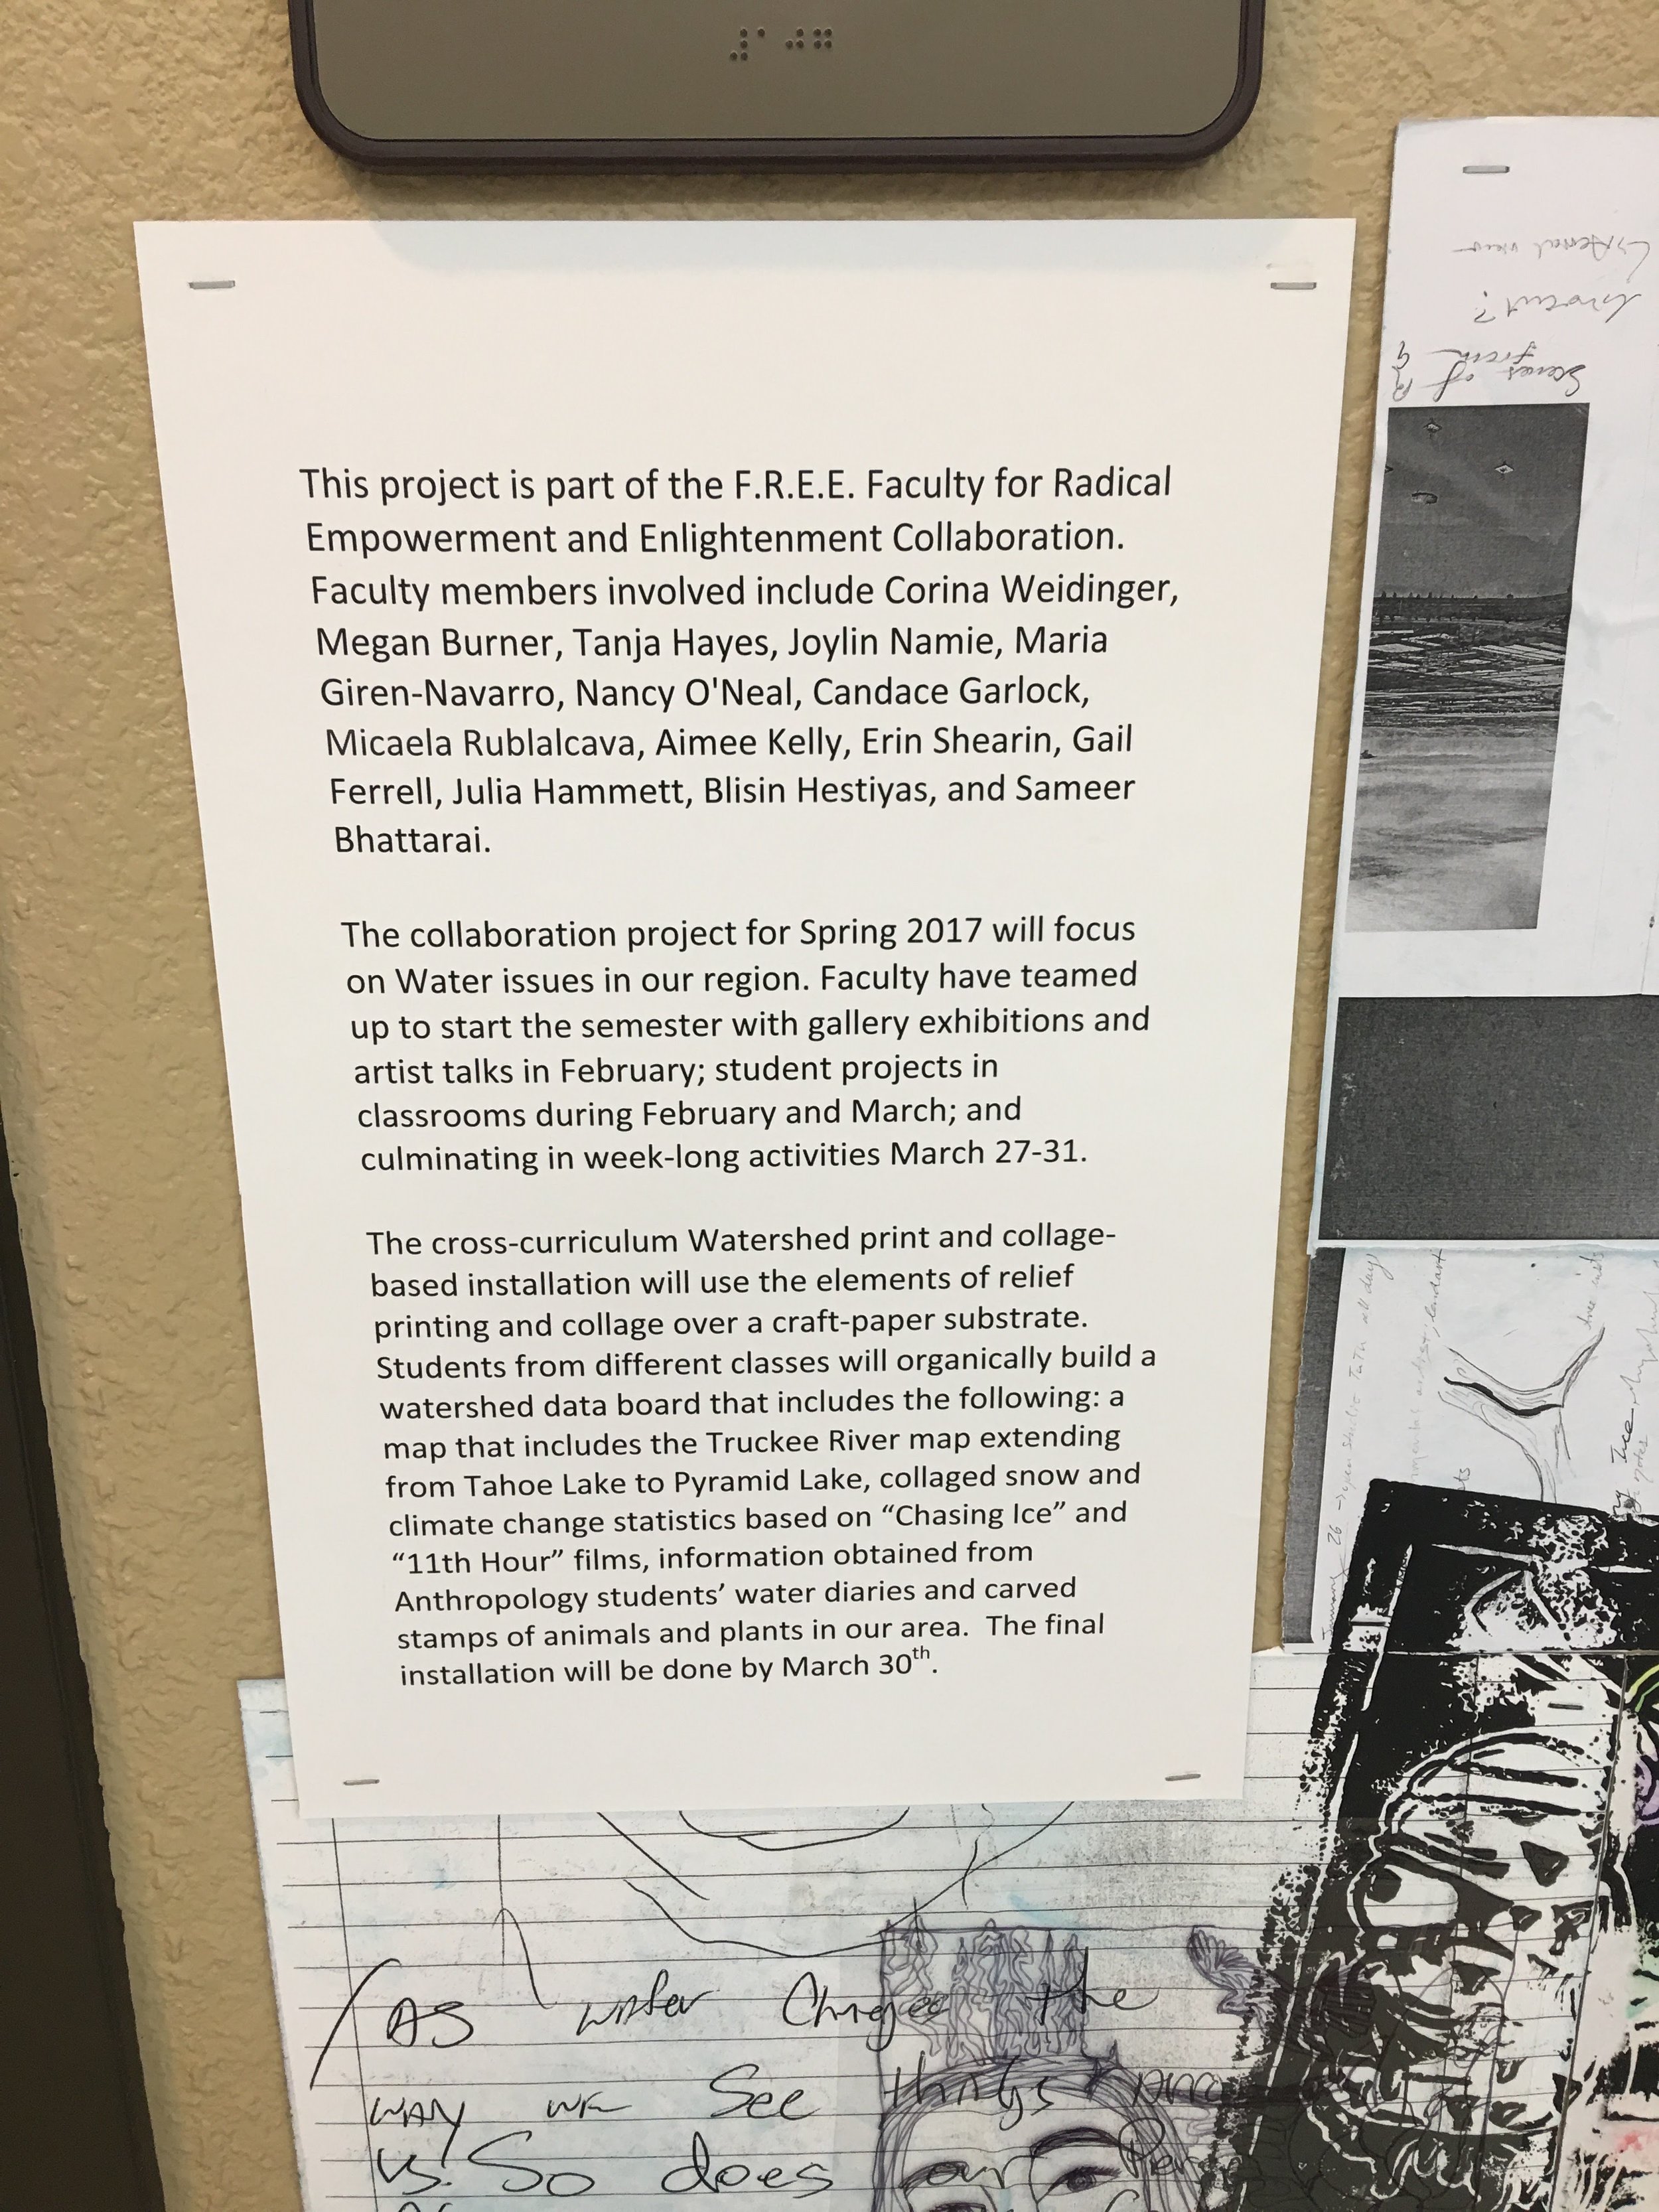 This project is part of the F.R.E.E. Faculty for Radical
Empowerment and Enlightenment Collaboration.
Faculty members involved include Corina Weidinger,
Megan Burner, Tanja Hayes, Joylin Namie, Maria
Giren-Navarro, Nancy O'Neal, Candace Garlock,
Micaela Rublalcava, Aimee Kelly, Erin Shearin, Gail
Ferrell, Julia Hammett, Blisin Hestiyas, and Sameer
Bhattarai.
The collaboration project for Spring 2017 will focus
on Water issues in our region. Faculty have teamed
up to start the semester with gallery exhibitions and
artist talks in February; student projects in
classrooms during February and March; and
culminating in week-long activities March 27-31.
The cross-curriculum Watershed print and collage-
based installation will use the elements of relief
printing and collage over a craft-paper substrate.
Students from different classes will organically build a
watershed data board that includes the following: a
map that includes the Truckee River map extending
from Tahoe Lake to Pyramid Lake, collaged snow and
climate change statistics based on “Chasing Ice” and
“11th Hour” films, information obtained from
Anthropology students’ water diaries and carved
stamps of animals and plants in our area.  The final
installation will be done by March 30th.
As water Changes the
way we see things
us. So does our